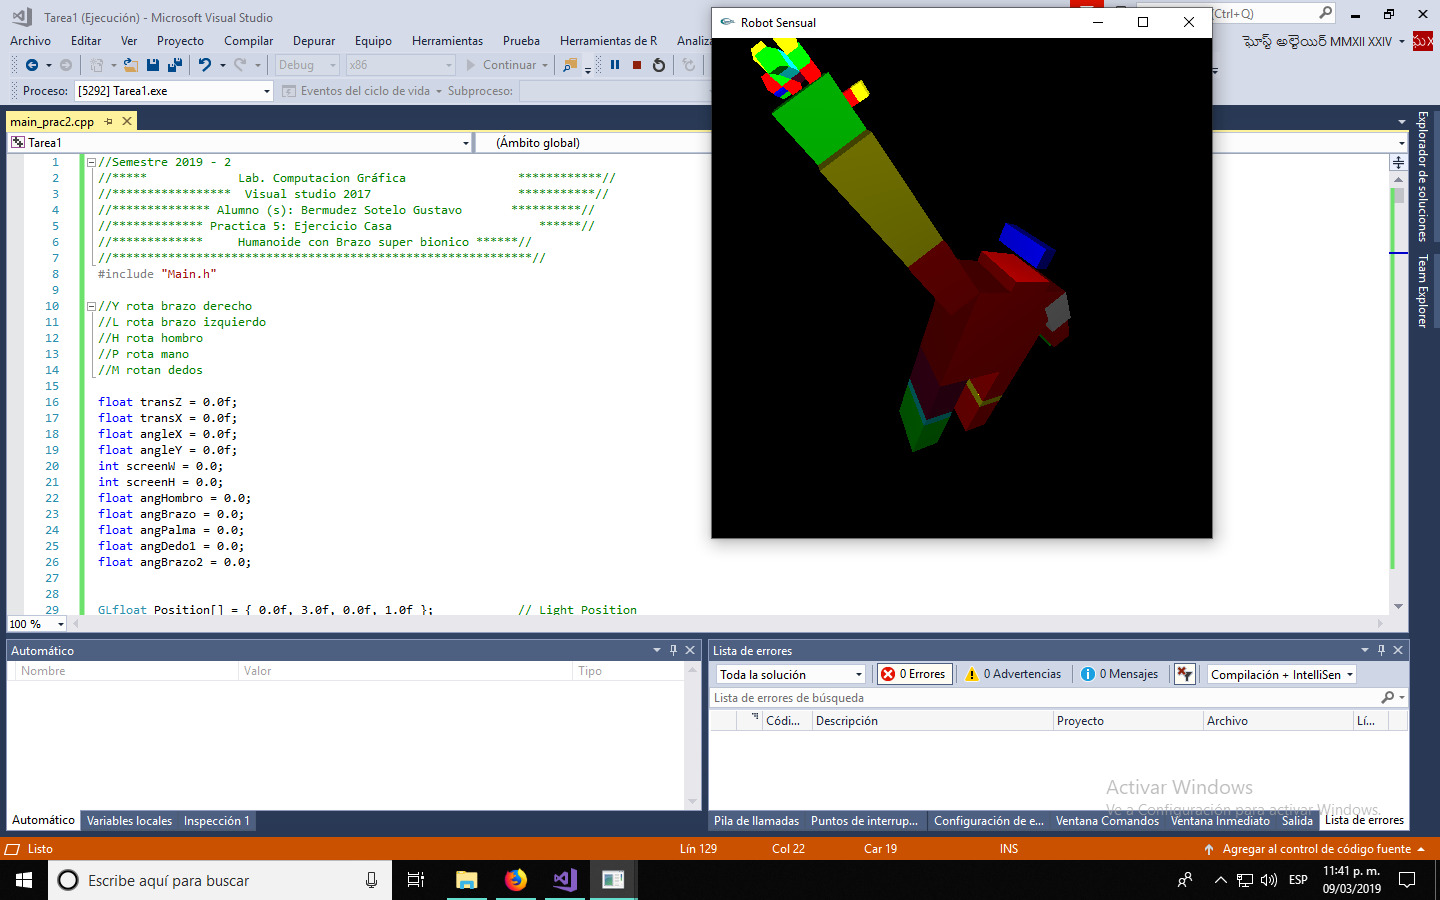 Tarea1 (Ejecución) - Microsoft Visual Studio
Ctrl+Q)
Archivo Editar Ver Proyecto Compilar Depurar Equipo Herramientas Prueba Herramientas de R Analiza
MMXII XXIV
Debug x86 Continuar
Proceso: [5292] Tarea1.exe Eventos del ciclo de vida Subproceso:
main_prac2.cpp
Tarea1 (Ámbito global)
1 //Semestre 2019 - 2
2 //***** Lab. Computacion Gráfica ************//
3 //***************** Visual studio 2017 ***********//
4 //************** Alumno (s): Bermudez Sotelo Gustavo **********//
5 //************* Practica 5: Ejercicio Casa ******//
6 //************* Humanoide con Brazo super bionico ******//
7 //************************************************************//
8 #include "Main.h"
9
10 //Y rota brazo derecho
11 //L rota brazo izquierdo
12 //H rota hombro
13 //P rota mano
14 //M rotan dedos
15
16 float transZ = 0.0f;
17 float transX = 0.0f;
18 float angleX = 0.0f;
19 float angleY = 0.0f;
20 int screenW = 0.0;
21 int screenH = 0.0;
22 float angHombro = 0.0;
23 float angBrazo = 0.0;
24 float angPalma = 0.0;
25 float angDedo1 = 0.0;
26 float angBrazo2 = 0.0;
27
28
29 GLfloat Position[] = { 0.0f, 3.0f, 0.0f, 1.0f }; // Light Position
100 %
Robot Sensual
Explorador de soluciones
Team Explorer
Automático
Nombre Valor Tipo
Automático Variables locales Inspección 1
Lista de errores
Toda la solución 0 Errores 0 Advertencias 0 Mensajes Compilación + IntelliSen
Lista de errores de búsqueda
Códi... Descripción Proyecto Archivo Lí...
Activar Windows
Ve a Configuración para activar Windows.
Pila de llamadas Puntos de interrup... Configuración de e... Ventana Comandos Ventana Inmediato Salida Lista de errores
Listo Lín 129 Col 22 Car 19 INS Agregar al control de código fuente
Escribe aquí para buscar
ESP
11:41 p. m.
09/03/2019